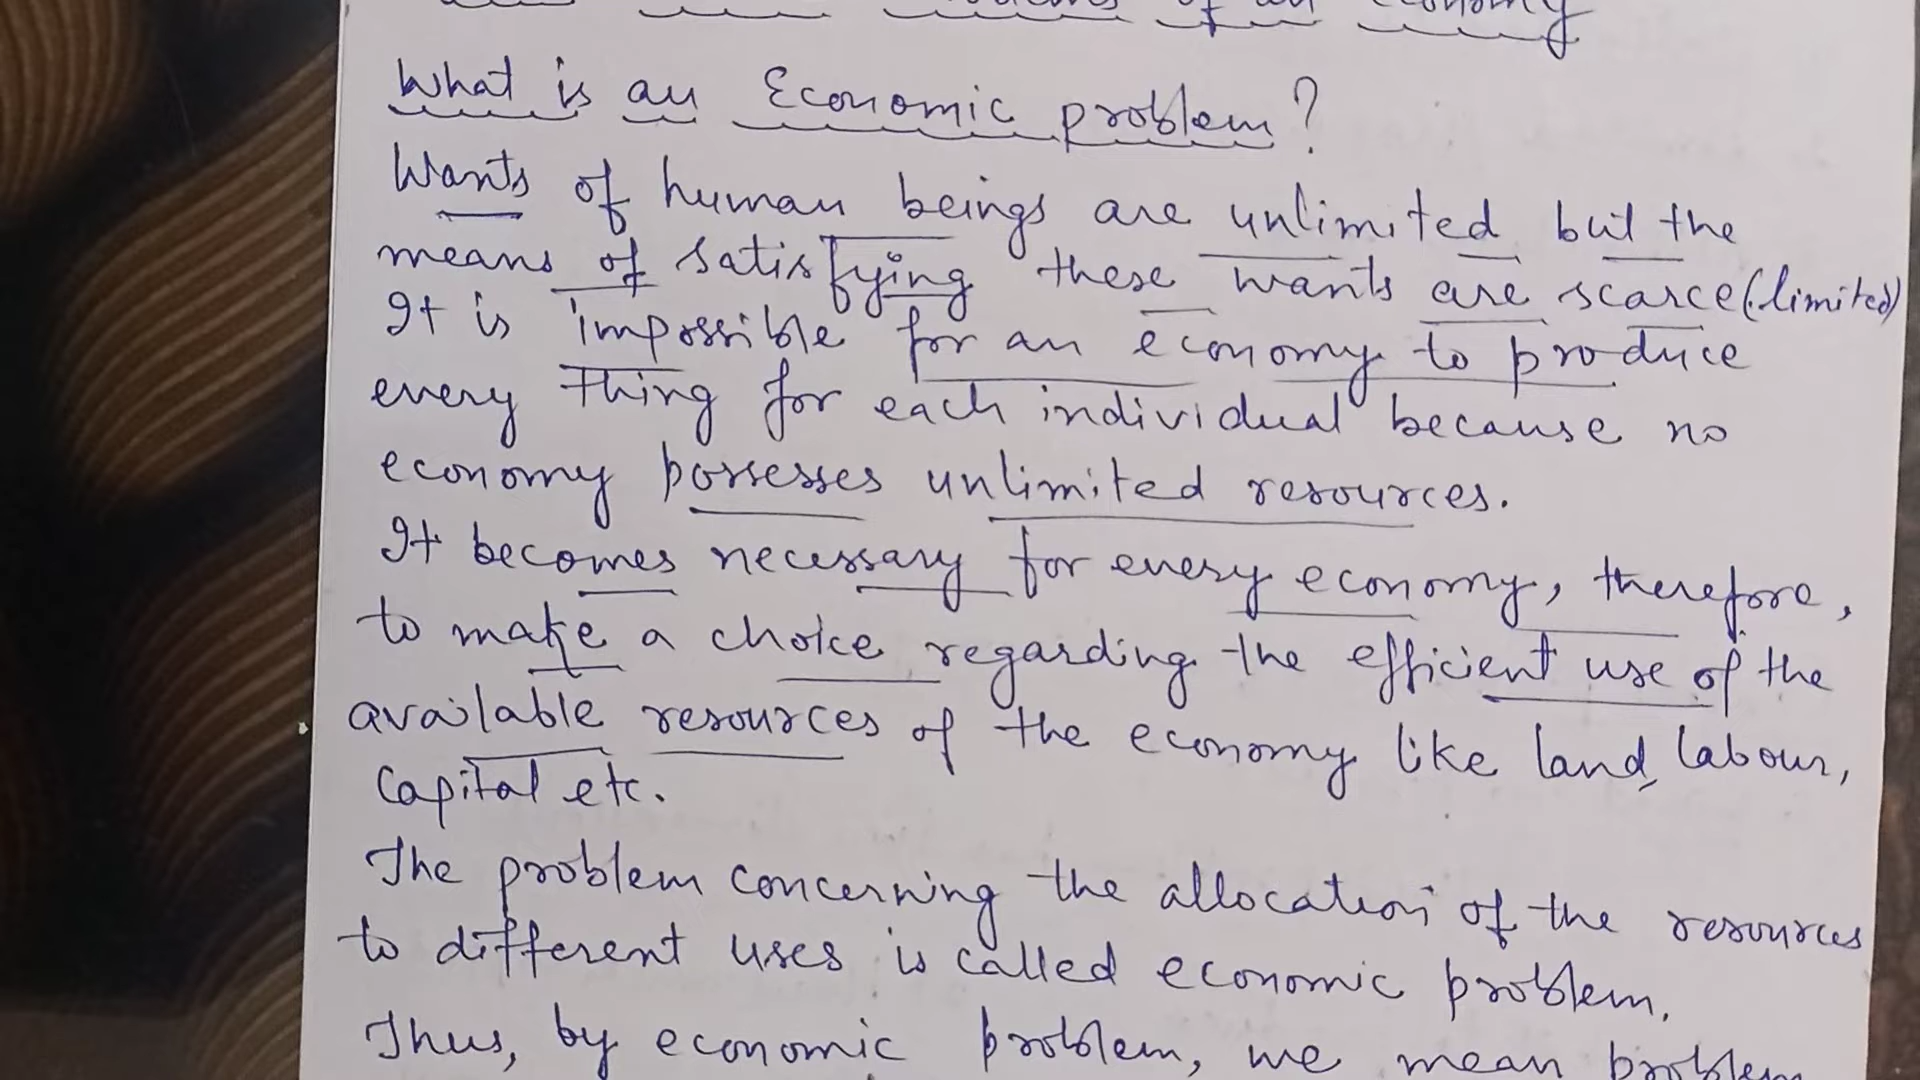 of an economy
What is an Economic problem?
Wants of human beings are unlimited but the
means of satisfying these wants are scarce (limited)
It is impossible for an economy to produce
every thing for each individual because no
economy possesses unlimited resources.
It becomes necessary for every economy, therefore,
to make a choice regarding the efficient use of the
available resources of the economy like land, labour,
Capital etc.
The problem concerning the allocation of the resources
to different uses is called economic problem.
Thus, by economic problem, we mean problem